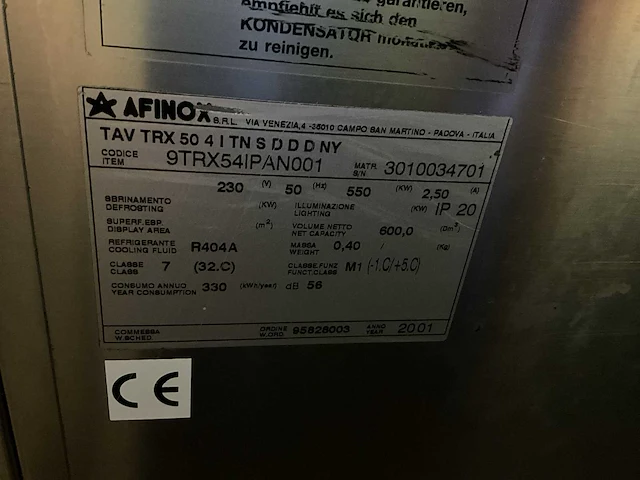 garantieren,
empfiehlt es sich den
KONDENSATOR
zu reinigen.
AFINOX S.R.L. VIA VENEZIA,4 -35010 CAMPO SAN MARTINO - PADOVA - ITALIA
TAV TRX 50 4 I TN S D D D NY
CODICE ITEM 9TRX54IPAN001 MATR. S/N 3010034701
230 (V) 50 (Hz) 550 (KW) 2,50 (A)
SBRINAMENTO DEFROSTING (KW) ILLUMINAZIONE LIGHTING (KW) IP 20
SUPERF.ESP. DISPLAY AREA (m²) VOLUME NETTO NET CAPACITY 600,0 (Dm³)
REFRIGERANTE COOLING FLUID R404A MASSA WEIGHT 0,40 / (Kg)
CLASSE CLASS 7 (32.C) CLASSE.FUNZ FUNCT.CLASS M1 (-1.C/+5.C)
CONSUMO ANNUO YEAR CONSUMPTION 330 (kWh/year) dB 56
COMMESSA W.SCHED ORDINE W.ORD 95828003 ANNO YEAR 2001
CE